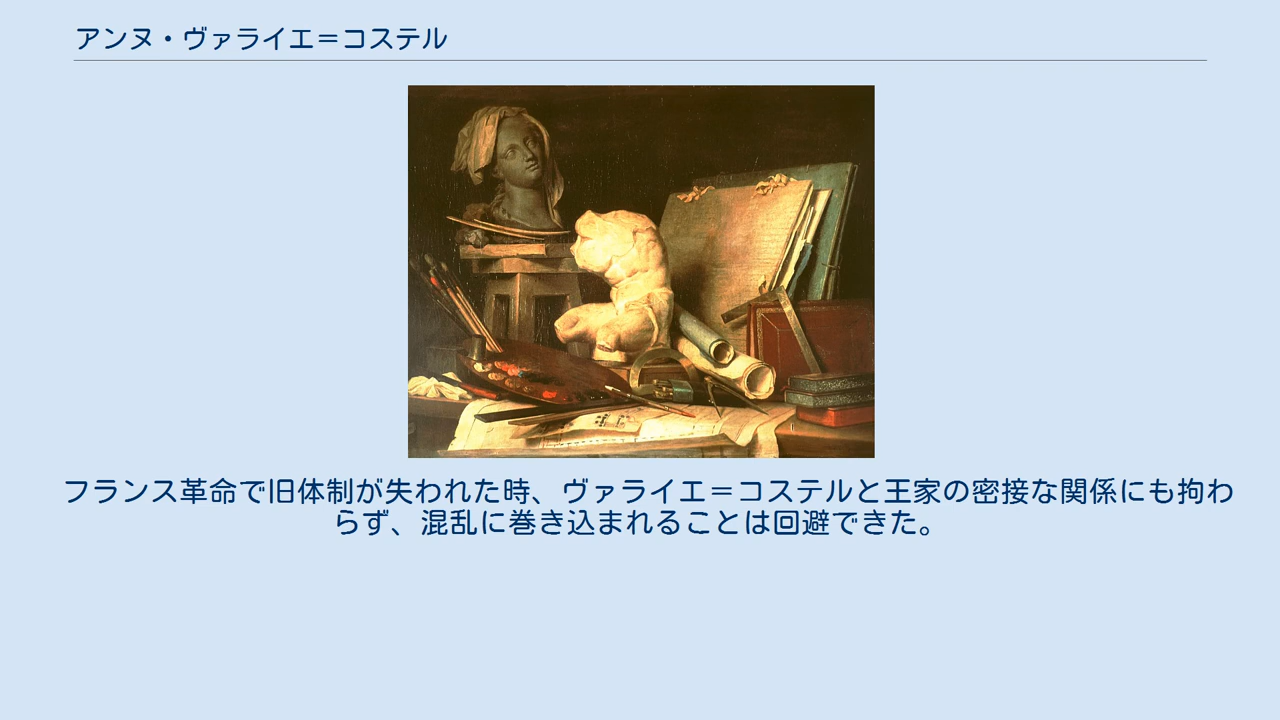 アンヌ・ヴァライエ＝コステル
フランス革命で旧体制が失われた時、ヴァライエ＝コステルと王家の密接な関係にも拘わ
らず、混乱に巻き込まれることは回避できた。